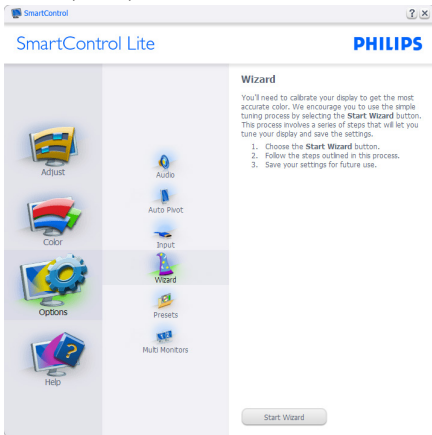 SmartControl
SmartControl Lite
PHILIPS
Adjust
Color
Options
Help
Audio
Auto Pivot
Input
Wizard
Presets
Multi Monitors
Wizard
You'll need to calibrate your display to get the most
accurate color. We encourage you to use the simple
tuning process by selecting the Start Wizard button.
This process involves a series of steps that will let you
tune your display and save the settings.
1. Choose the Start Wizard button.
2. Follow the steps outlined in this process.
3. Save your settings for future use.
Start Wizard